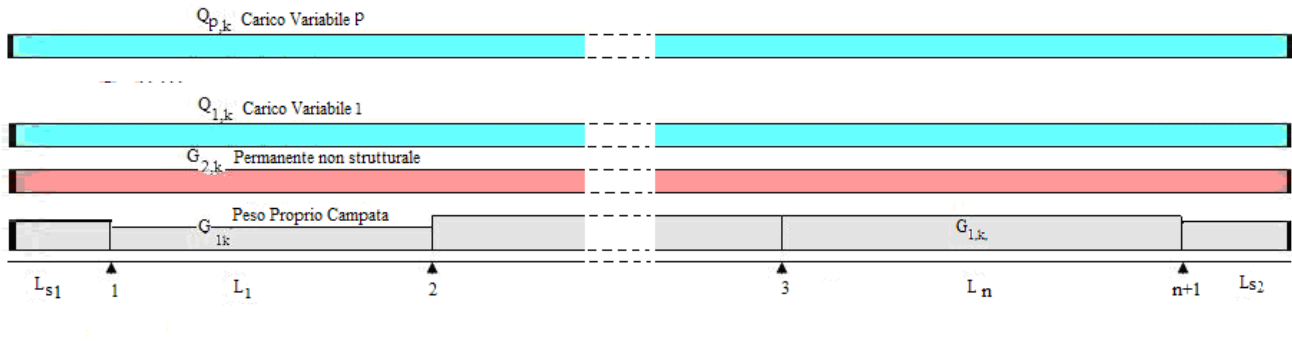 Qp,k Carico Variabile p
Q1,k Carico Variabile 1
G2,k Permanente non strutturale
Peso Proprio Campata
G1k G1,k,
Ls1 1 L1 2 3 Ln n+1 Ls2